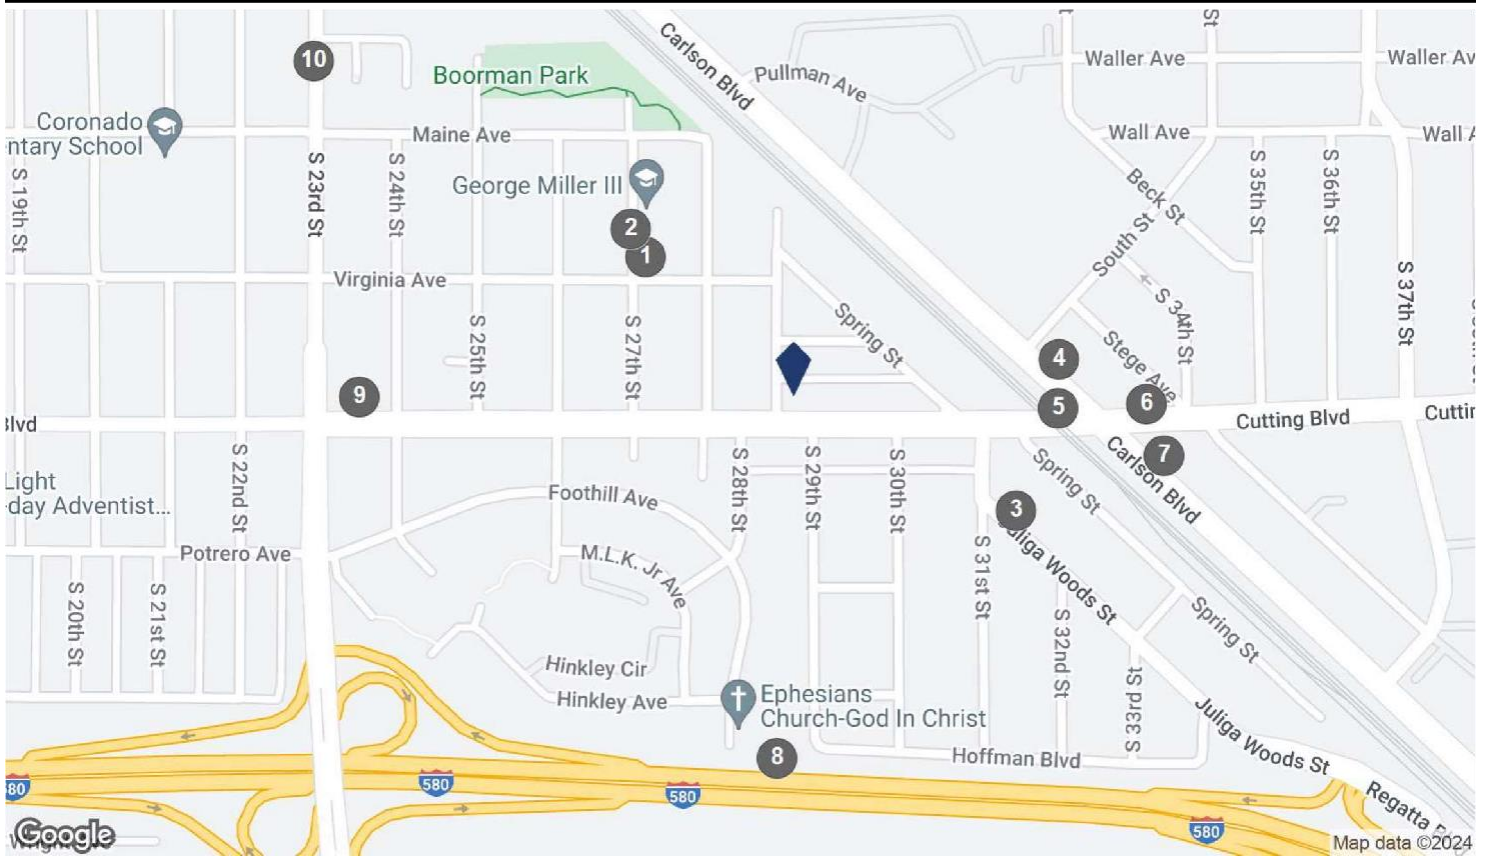 Carlson Blvd
Waller Ave
Waller Av
10
Boorman Park
Pullman Ave
Coronado
ntary School
Maine Ave
Wall Ave
Wall A
S 19th St
S 23rd St
S 24th St
George Miller III
Beck St
S 35th St
S 36th St
2
1
South St
Virginia Ave
S 34th St
S 37th St
S 25th St
S 27th St
Spring St
4
Stege Ave
9
5
6
Blvd
Cutting Blvd
Cuttin
7
Carlson Blvd
Light
-day Adventist...
S 22nd St
Foothill Ave
S 28th St
S 29th St
S 30th St
Spring St
3
Potrero Ave
M.L.K. Jr Ave
S 31st St
Juliga Woods St
S 20th St
S 21st St
S 32nd St
Spring St
Hinkley Cir
Hinkley Ave
Ephesians
Church-God In Christ
S 33rd St
Juliga Woods St
8
Hoffman Blvd
580
580
580
580
Regatta
Google
Map data ©2024